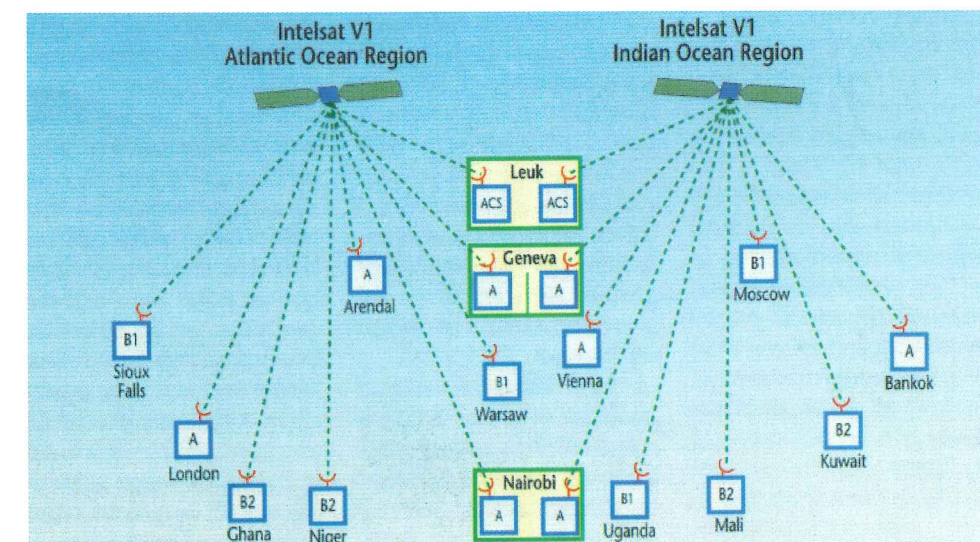 Intelsat V1
Atlantic Ocean Region
Intelsat V1
Indian Ocean Region
Leuk
ACS
ACS
Geneva
A
A
A
Arendal
B1
Moscow
B1
Sioux
Falls
B1
Warsaw
A
Vienna
A
Bankok
A
London
B2
Kuwait
B2
Ghana
B2
Niger
Nairobi
A
A
B1
Uganda
B2
Mali